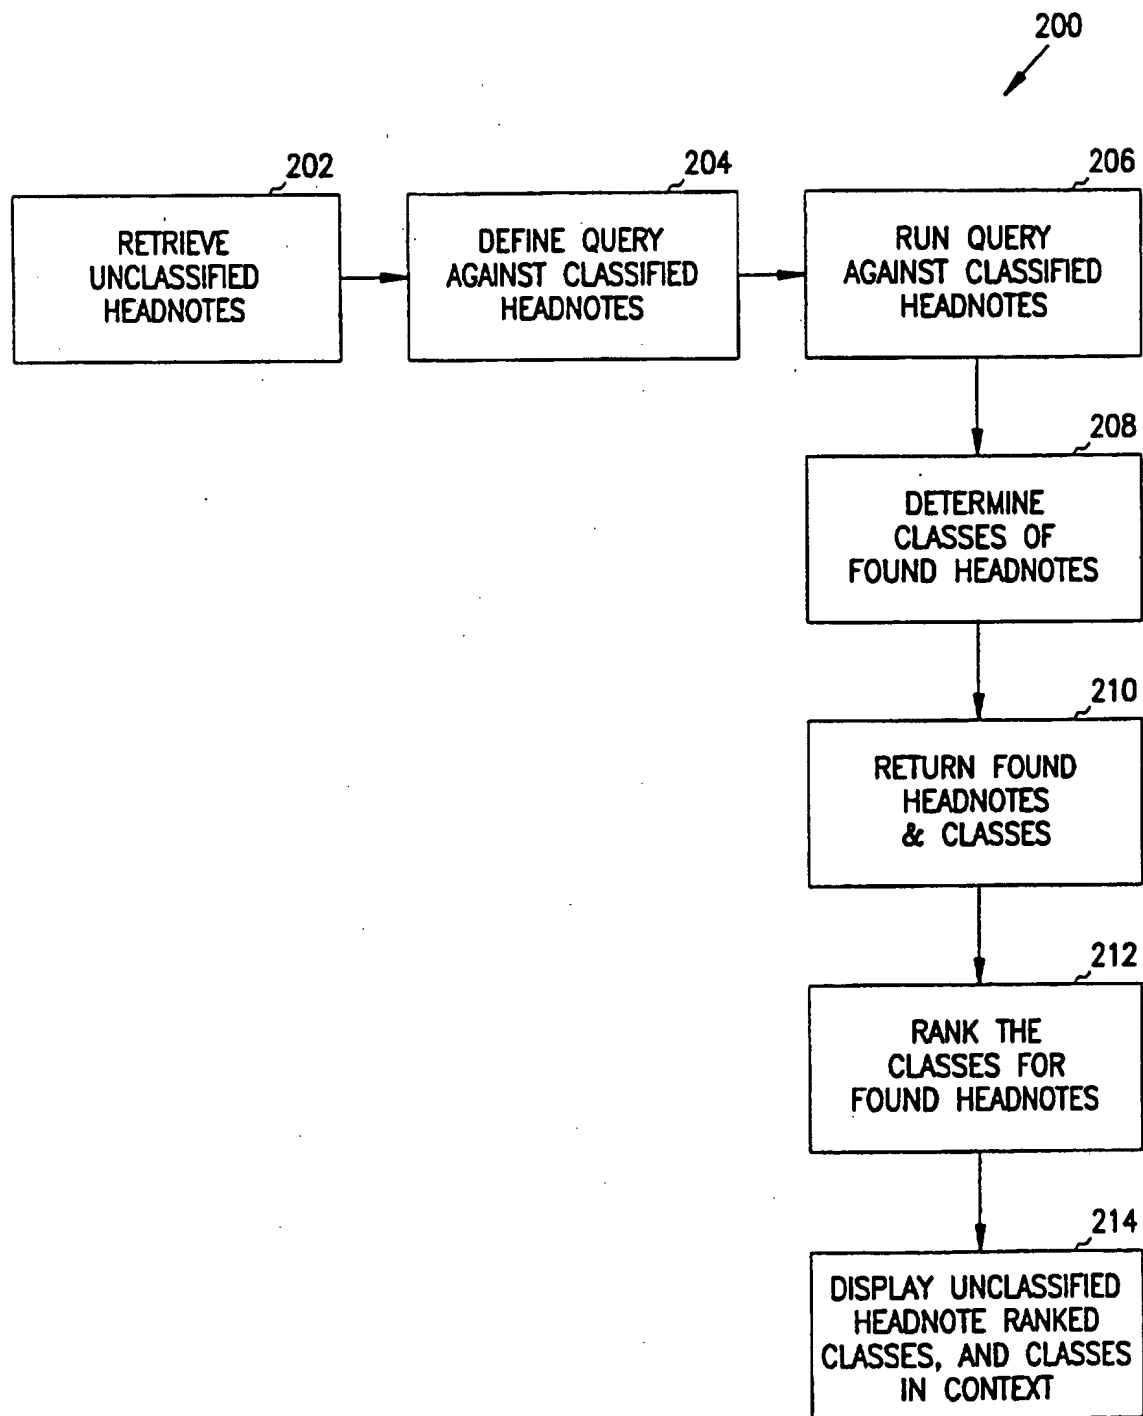 200
202
RETRIEVE
UNCLASSIFIED
HEADNOTES
204
DEFINE QUERY
AGAINST CLASSIFIED
HEADNOTES
206
RUN QUERY
AGAINST CLASSIFIED
HEADNOTES
208
DETERMINE
CLASSES OF
FOUND HEADNOTES
210
RETURN FOUND
HEADNOTES
& CLASSES
212
RANK THE
CLASSES FOR
FOUND HEADNOTES
214
DISPLAY UNCLASSIFIED
HEADNOTE RANKED
CLASSES, AND CLASSES
IN CONTEXT